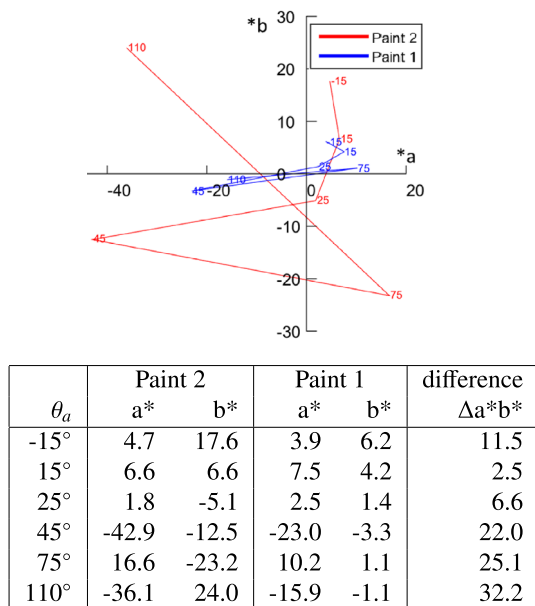 30
*b
110
Paint 2
Paint 1
20
-15
10
-15
-15
15
*a
25
75
110
0
-40
-20
0
20
45
25
-10
45
-20
75
-30
Paint 2 Paint 1 difference
θa a* b* a* b* Δa*b*
-15° 4.7 17.6 3.9 6.2 11.5
15° 6.6 6.6 7.5 4.2 2.5
25° 1.8 -5.1 2.5 1.4 6.6
45° -42.9 -12.5 -23.0 -3.3 22.0
75° 16.6 -23.2 10.2 1.1 25.1
110° -36.1 24.0 -15.9 -1.1 32.2